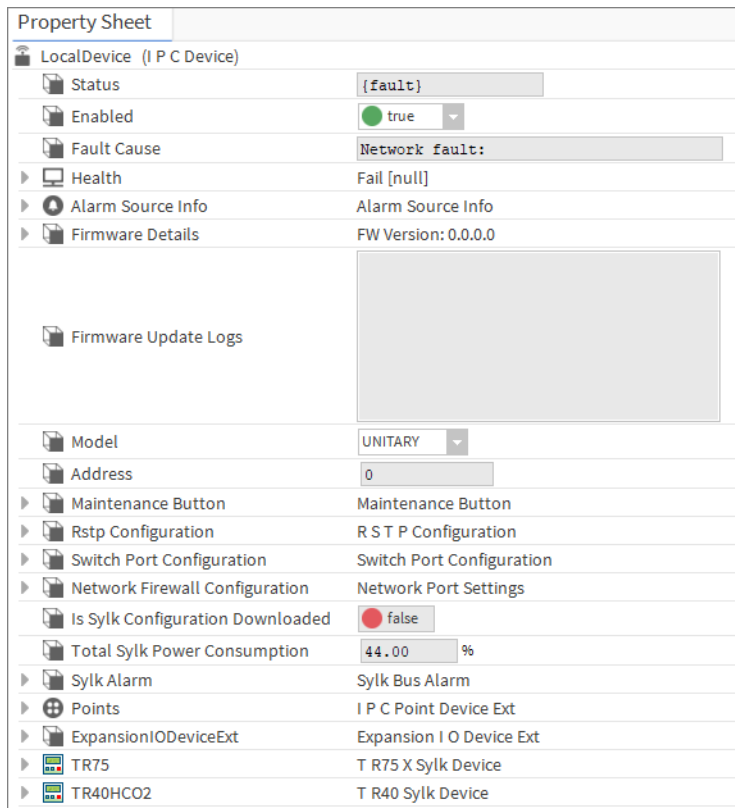 Property Sheet
LocalDevice (I P C Device)
Status {fault}
Enabled true
Fault Cause Network fault:
Health Fail [null]
Alarm Source Info Alarm Source Info
Firmware Details FW Version: 0.0.0.0
Firmware Update Logs
Model UNITARY
Address 0
Maintenance Button Maintenance Button
Rstp Configuration R S T P Configuration
Switch Port Configuration Switch Port Configuration
Network Firewall Configuration Network Port Settings
Is Sylk Configuration Downloaded false
Total Sylk Power Consumption 44.00 %
Sylk Alarm Sylk Bus Alarm
Points I P C Point Device Ext
ExpansionIODeviceExt Expansion I O Device Ext
TR75 T R75 X Sylk Device
TR40HCO2 T R40 Sylk Device